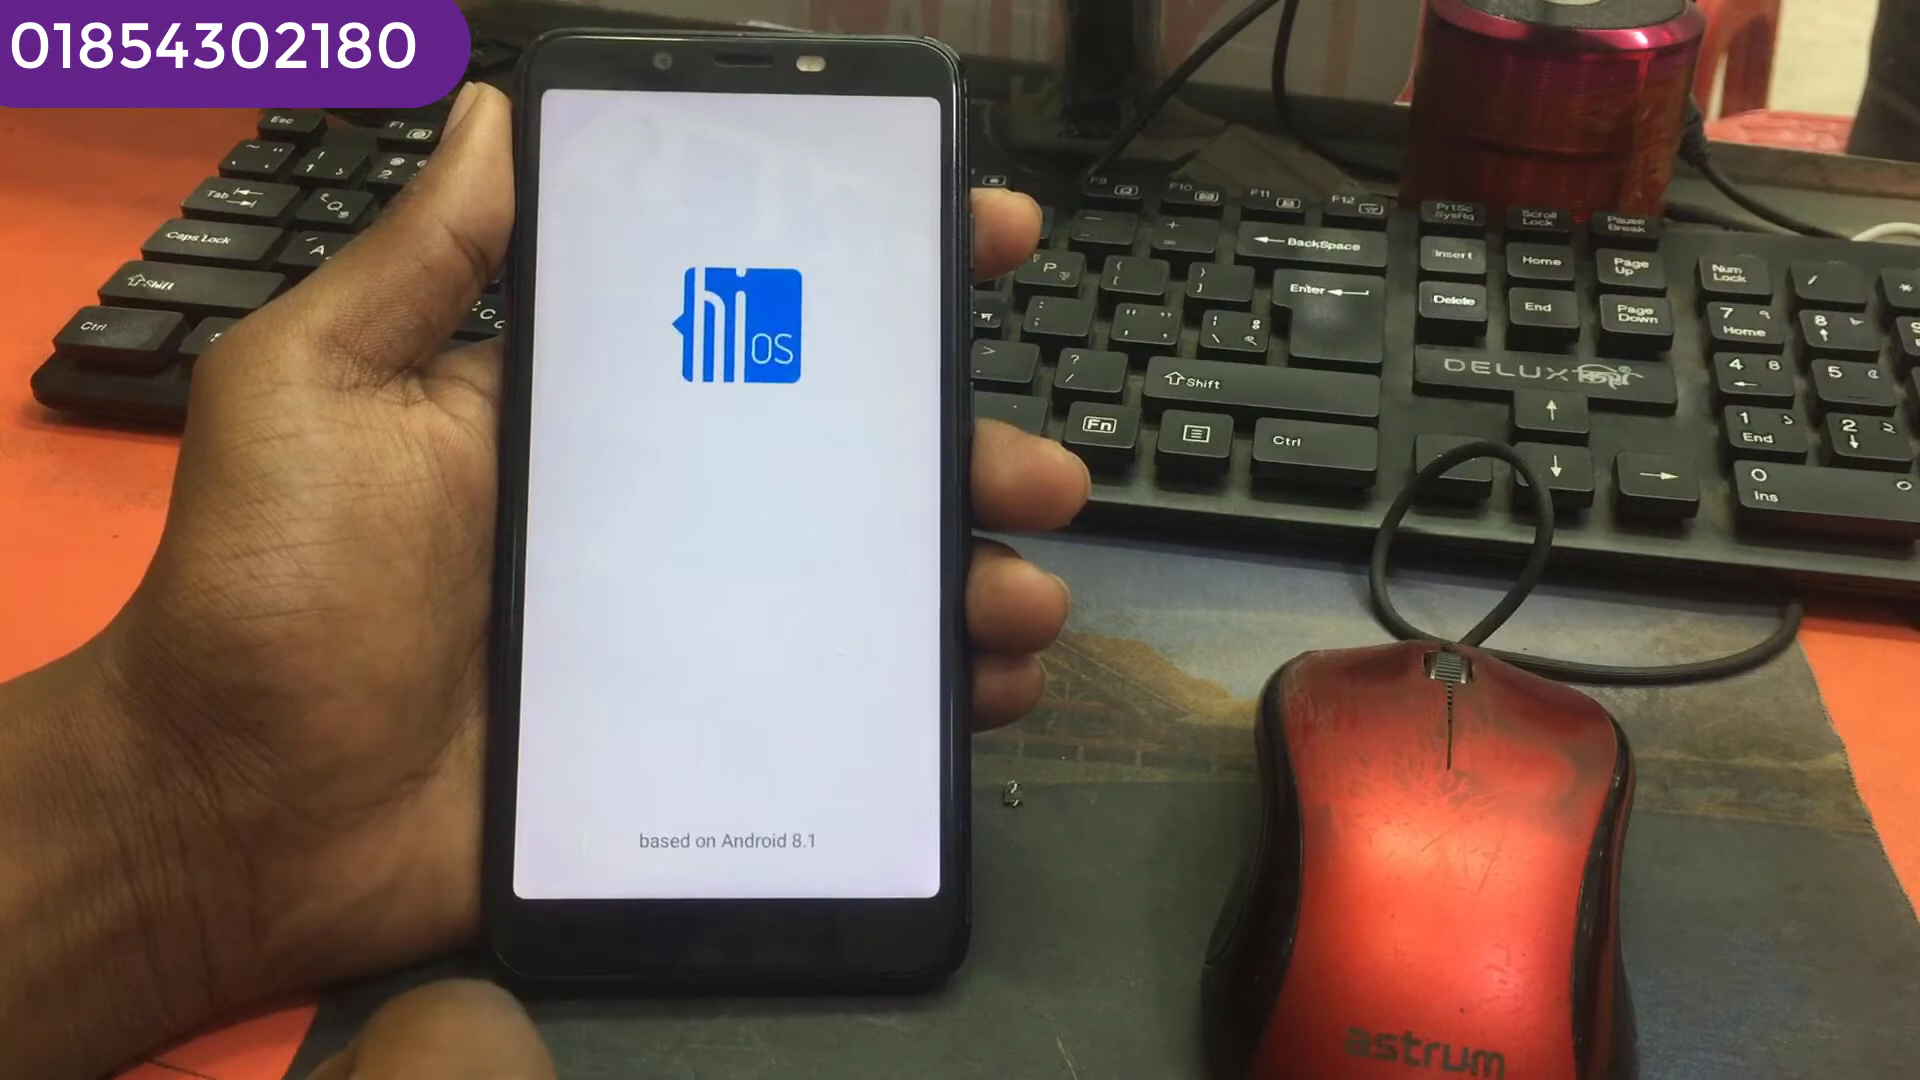 01854302180
hi os
based on Android 8.1
Esc
F1
F9
F10
F11
F12
PrtSc
SysRq
Scroll
Lock
Pause
Break
Tab
Q
P
BackSpace
Insert
Home
Page
Up
Num
Lock
Caps Lock
A
Enter
Delete
End
Page
Down
7
Home
8
Shift
C
Shift
DELUX
4
5
Ctrl
Fn
Ctrl
1
End
2
0
Ins
astrum